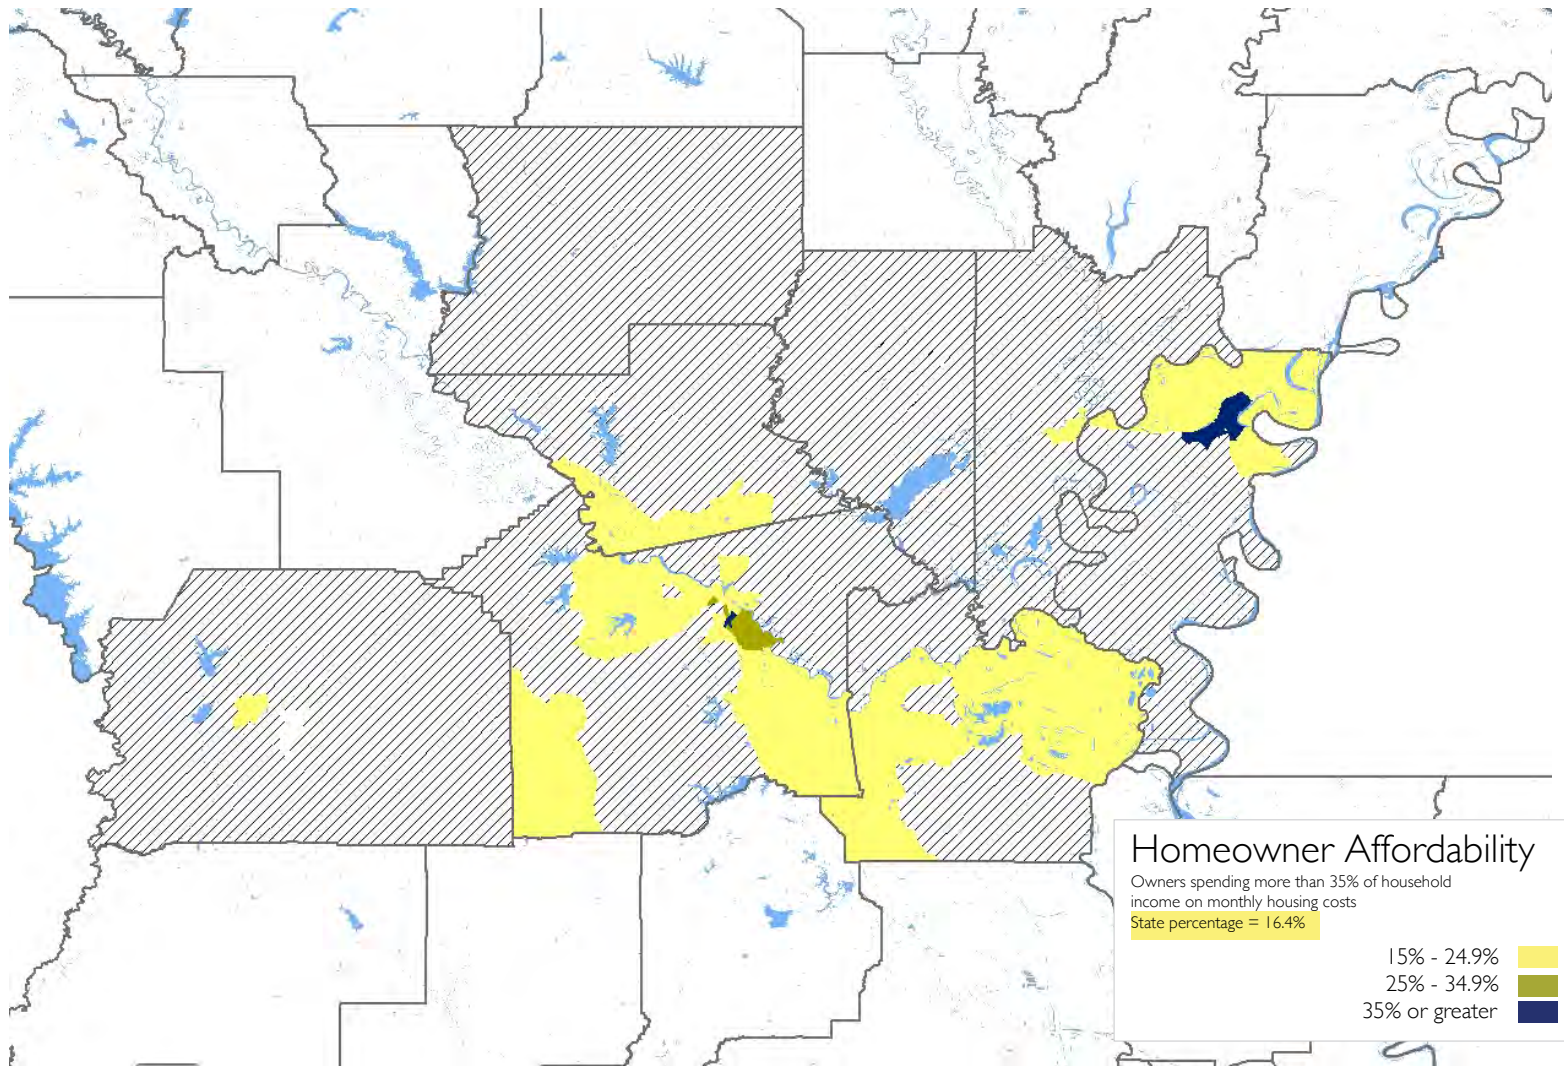 Homeowner Affordability
Owners spending more than 35% of household
income on monthly housing costs
State percentage = 16.4%
15% - 24.9%
25% - 34.9%
35% or greater